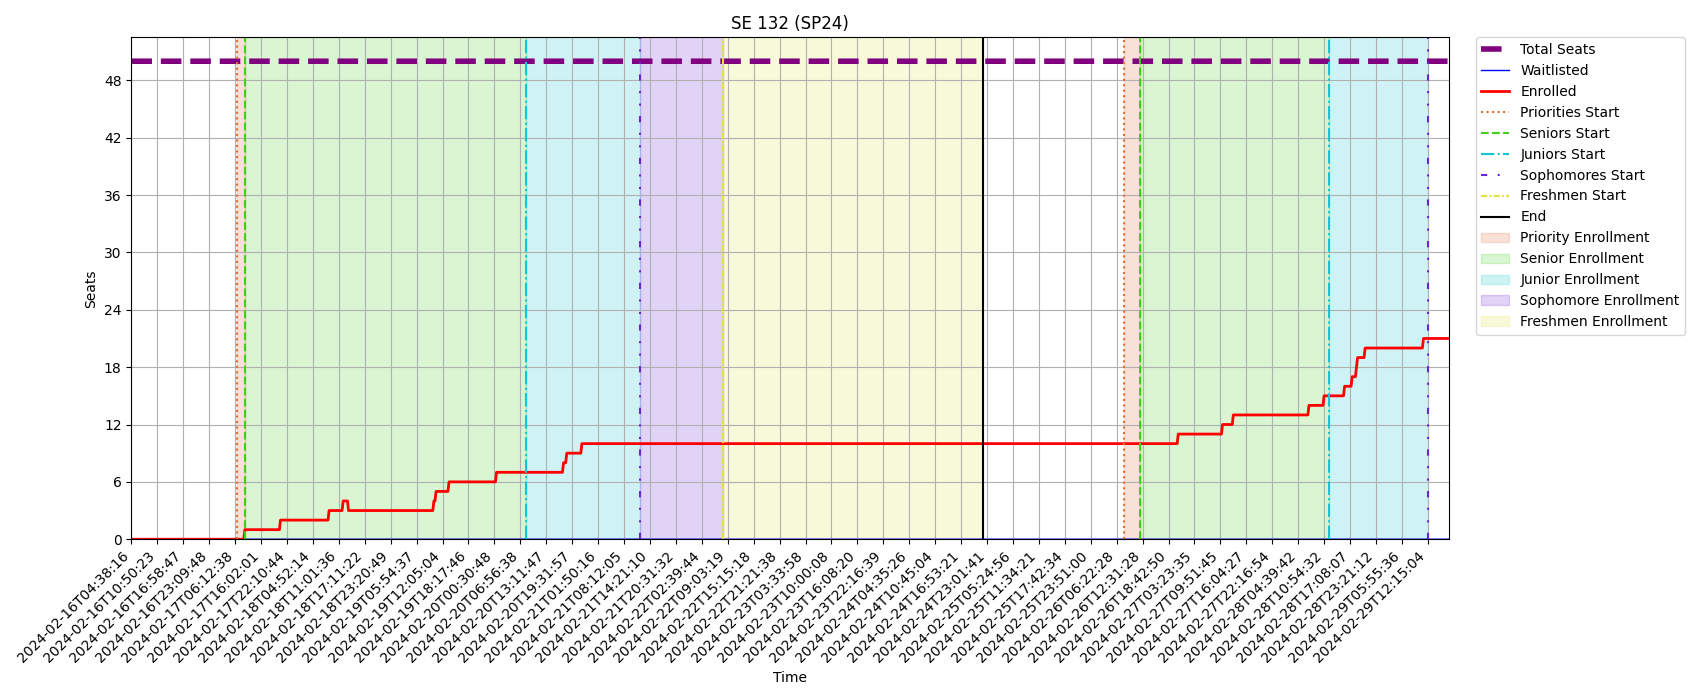 SE 132 (SP24)
Seats
48
42
36
30
24
18
12
6
0
2024-02-16T04:38:16
2024-02-16T10:50:23
2024-02-16T16:58:47
2024-02-16T23:09:48
2024-02-17T06:12:38
2024-02-17T16:02:01
2024-02-17T22:10:44
2024-02-18T04:52:14
2024-02-18T11:01:36
2024-02-18T17:11:22
2024-02-18T23:20:49
2024-02-19T05:54:37
2024-02-19T12:05:04
2024-02-19T18:17:46
2024-02-20T00:30:48
2024-02-20T06:56:38
2024-02-20T13:11:47
2024-02-20T19:31:57
2024-02-21T01:50:16
2024-02-21T08:12:05
2024-02-21T14:21:10
2024-02-21T20:31:32
2024-02-22T02:39:44
2024-02-22T09:03:19
2024-02-22T15:15:18
2024-02-22T21:21:38
2024-02-23T03:33:58
2024-02-23T10:00:08
2024-02-23T16:08:20
2024-02-23T22:16:39
2024-02-24T04:35:26
2024-02-24T10:45:04
2024-02-24T16:53:21
2024-02-24T23:01:41
2024-02-25T05:24:56
2024-02-25T11:34:21
2024-02-25T17:42:34
2024-02-25T23:51:00
2024-02-26T06:22:28
2024-02-26T12:31:28
2024-02-26T18:42:50
2024-02-27T03:23:35
2024-02-27T09:51:45
2024-02-27T16:04:27
2024-02-27T22:16:54
2024-02-28T04:39:42
2024-02-28T10:54:32
2024-02-28T17:08:07
2024-02-28T23:21:12
2024-02-29T05:55:36
2024-02-29T12:15:04
Time
Total Seats
Waitlisted
Enrolled
Priorities Start
Seniors Start
Juniors Start
Sophomores Start
Freshmen Start
End
Priority Enrollment
Senior Enrollment
Junior Enrollment
Sophomore Enrollment
Freshmen Enrollment